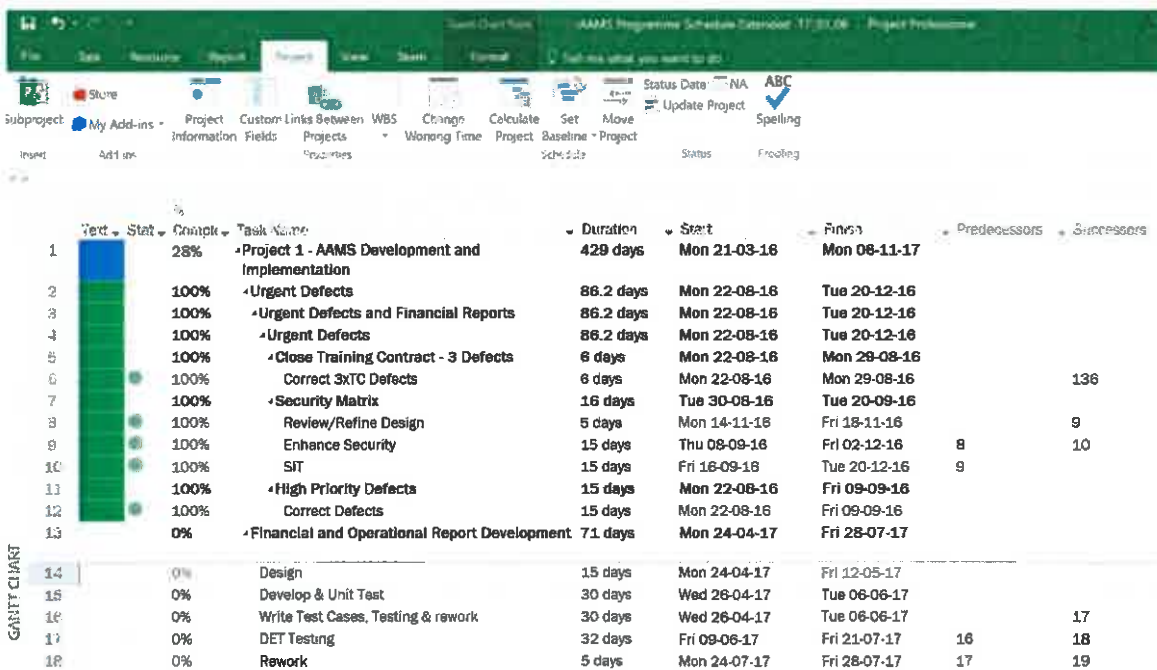 AAMS Programme Schedule Extended 17.01.06 - Project Professional
File Task Resource Report Project View Team Format Tell me what you want to do
Store Status Date: NA ABC
My Add-ins Update Project
Subproject Project Information Custom Fields Links Between Projects WBS Change Working Time Calculate Project Set Baseline Move Project Spelling
Insert Add-ins Properties Schedule Status Proofing
%
Text Stat Compl Task Name Duration Start Finish Predecessors Successors
1 28% Project 1 - AAMS Development and 429 days Mon 21-03-16 Mon 06-11-17
Implementation
2 100% Urgent Defects 86.2 days Mon 22-08-16 Tue 20-12-16
3 100% Urgent Defects and Financial Reports 86.2 days Mon 22-08-16 Tue 20-12-16
4 100% Urgent Defects 86.2 days Mon 22-08-16 Tue 20-12-16
5 100% Close Training Contract - 3 Defects 6 days Mon 22-08-16 Mon 29-08-16
6 100% Correct 3xTC Defects 6 days Mon 22-08-16 Mon 29-08-16 136
7 100% Security Matrix 16 days Tue 30-08-16 Tue 20-09-16
8 100% Review/Refine Design 5 days Mon 14-11-16 Fri 18-11-16 9
9 100% Enhance Security 15 days Thu 08-09-16 Fri 02-12-16 8 10
10 100% SIT 15 days Fri 16-09-16 Tue 20-12-16 9
11 100% High Priority Defects 15 days Mon 22-08-16 Fri 09-09-16
12 100% Correct Defects 15 days Mon 22-08-16 Fri 09-09-16
13 0% Financial and Operational Report Development 71 days Mon 24-04-17 Fri 28-07-17
GANTT CHART
14 0% Design 15 days Mon 24-04-17 Fri 12-05-17
15 0% Develop & Unit Test 30 days Wed 26-04-17 Tue 06-06-17
16 0% Write Test Cases, Testing & rework 30 days Wed 26-04-17 Tue 06-06-17 17
17 0% DET Testing 32 days Fri 09-06-17 Fri 21-07-17 16 18
18 0% Rework 5 days Mon 24-07-17 Fri 28-07-17 17 19